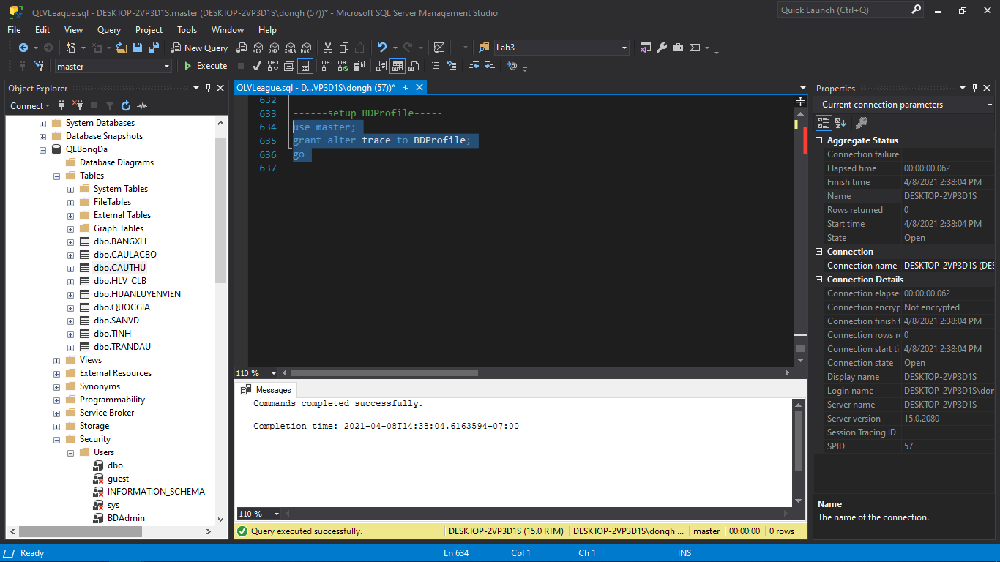 QLVLeague.sql - DESKTOP-2VP3D1S.master (DESKTOP-2VP3D1S\dongh (57))* - Microsoft SQL Server Management Studio
Quick Launch (Ctrl+Q)
File Edit View Query Project Tools Window Help
New Query
MDX DMX XMLA DAX
Lab3
master
Execute
Object Explorer
Connect
System Databases
Database Snapshots
QLBongDa
Database Diagrams
Tables
System Tables
FileTables
External Tables
Graph Tables
dbo.BANGXH
dbo.CAULACBO
dbo.CAUTHU
dbo.HLV_CLB
dbo.HUANLUYENVIEN
dbo.QUOCGIA
dbo.SANVD
dbo.TINH
dbo.TRANDAU
Views
External Resources
Synonyms
Programmability
Service Broker
Storage
Security
Users
dbo
guest
INFORMATION_SCHEMA
sys
BDAdmin
QLVLeague.sql - D...VP3D1S\dongh (57))*
632
633 ------setup BDProfile-----
634 use master;
635 grant alter trace to BDProfile;
636 go
637
110 %
Messages
Commands completed successfully.
Completion time: 2021-04-08T14:38:04.6163594+07:00
110 %
Query executed successfully.
DESKTOP-2VP3D1S (15.0 RTM)
DESKTOP-2VP3D1S\dongh ...
master
00:00:00
0 rows
Properties
Current connection parameters
Aggregate Status
Connection failures
Elapsed time 00:00:00.062
Finish time 4/8/2021 2:38:04 PM
Name DESKTOP-2VP3D1S
Rows returned 0
Start time 4/8/2021 2:38:04 PM
State Open
Connection
Connection name DESKTOP-2VP3D1S (DES
Connection Details
Connection elapse 00:00:00.062
Connection encryp Not encrypted
Connection finish t 4/8/2021 2:38:04 PM
Connection rows re 0
Connection start ti 4/8/2021 2:38:04 PM
Connection state Open
Display name DESKTOP-2VP3D1S
Login name DESKTOP-2VP3D1S\dong
Server name DESKTOP-2VP3D1S
Server version 15.0.2080
Session Tracing ID
SPID 57
Name
The name of the connection.
Ready
Ln 634
Col 1
Ch 1
INS